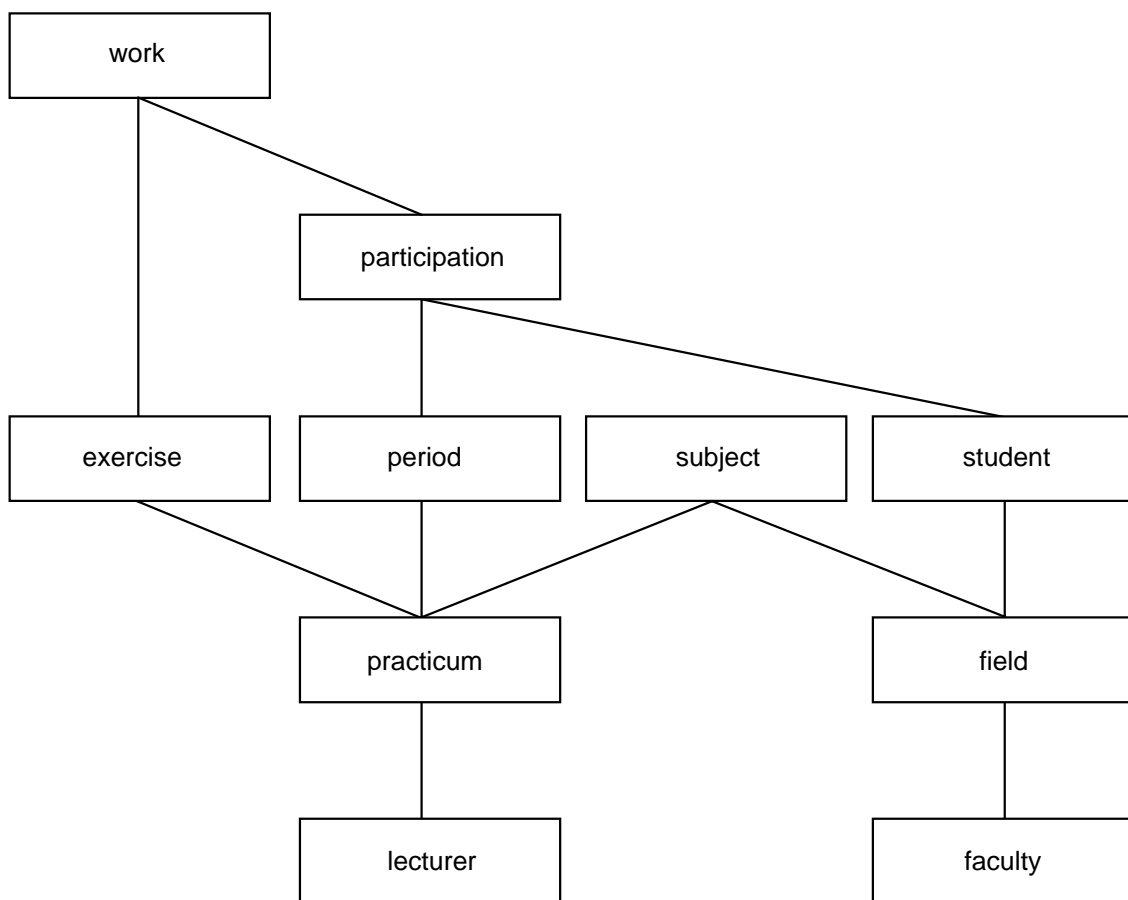 work
participation
exercise
period
subject
student
practicum
field
lecturer
faculty